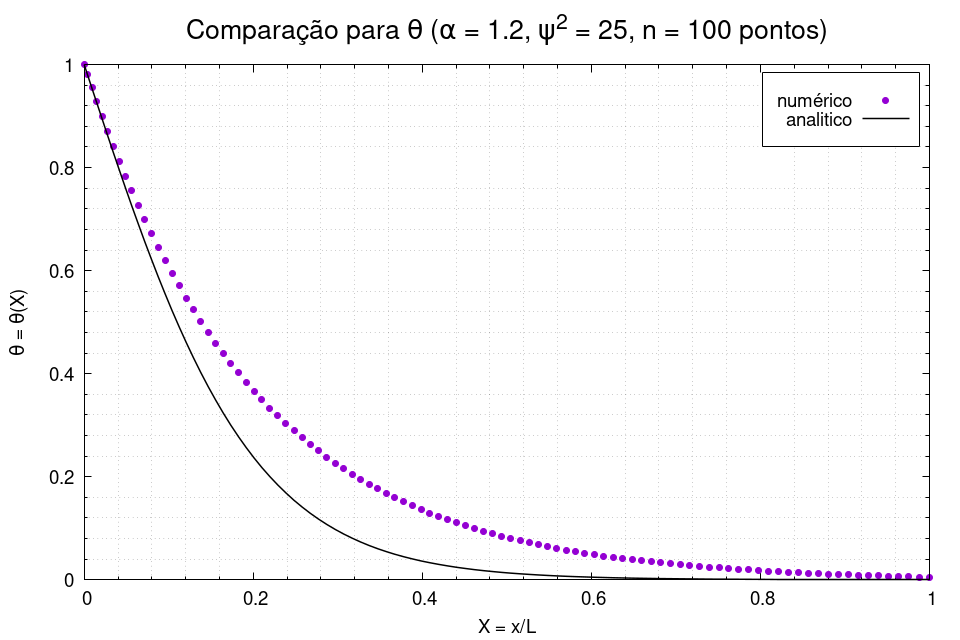 Comparação para θ (α = 1.2, ψ² = 25, n = 100 pontos)
numérico
analitico
1
0.8
0.6
0.4
0.2
0
θ = θ(X)
0 0.2 0.4 0.6 0.8 1
X = x/L